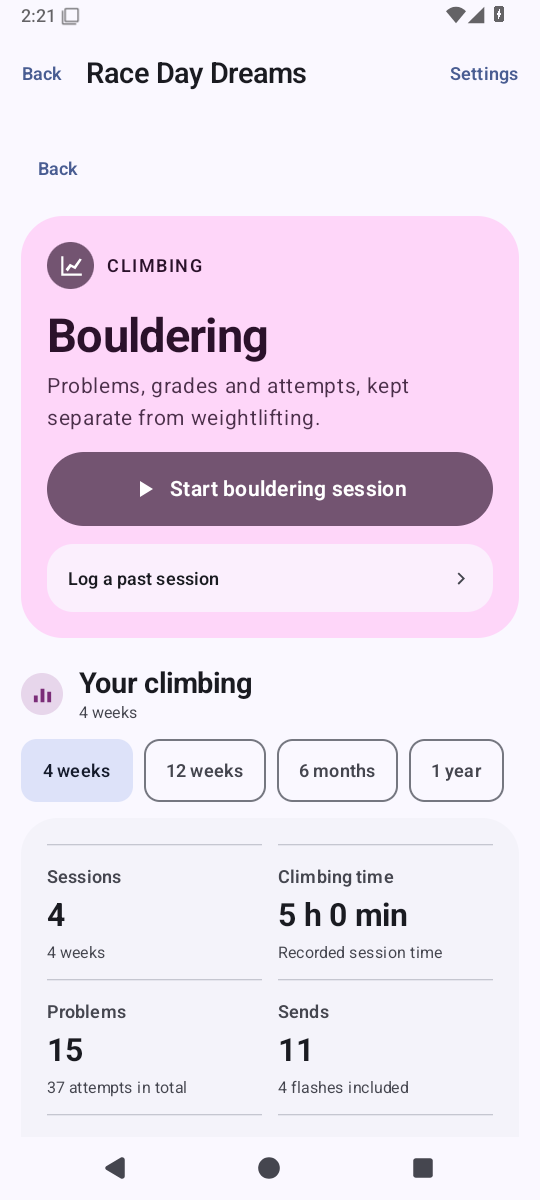 2:21
Back Race Day Dreams Settings
Back
CLIMBING
Bouldering
Problems, grades and attempts, kept
separate from weightlifting.
Start bouldering session
Log a past session
Your climbing
4 weeks
4 weeks 12 weeks 6 months 1 year
Sessions Climbing time
4 5 h 0 min
4 weeks Recorded session time
Problems Sends
15 11
37 attempts in total 4 flashes included